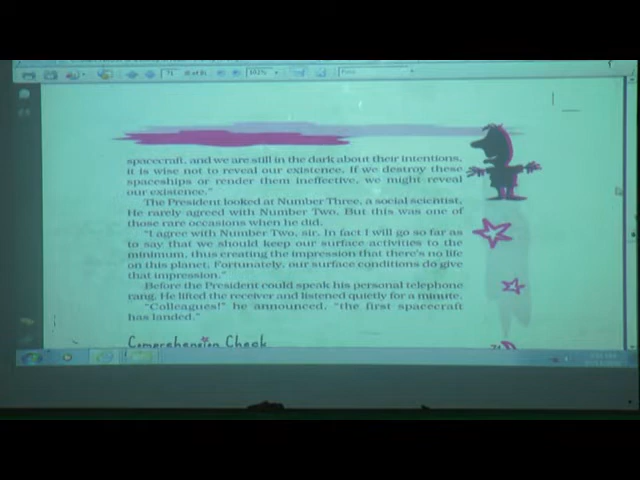 spacecraft, and we are still in the dark about their intentions,
it is wise not to reveal our existence. If we destroy these
spaceships or render them ineffective, we might reveal
our existence."
The President looked at Number Three, a social scientist.
He rarely agreed with Number Two. But this was one of
those rare occasions when he did.
"I agree with Number Two, sir. In fact I will go so far as
to say that we should keep our surface activities to the
minimum, thus creating the impression that there's no life
on this planet. Fortunately, our surface conditions do give
that impression."
Before the President could speak his personal telephone
rang. He lifted the receiver and listened quietly for a minute.
"Colleagues!" he announced, "the first spacecraft
has landed."
Comprehension Check